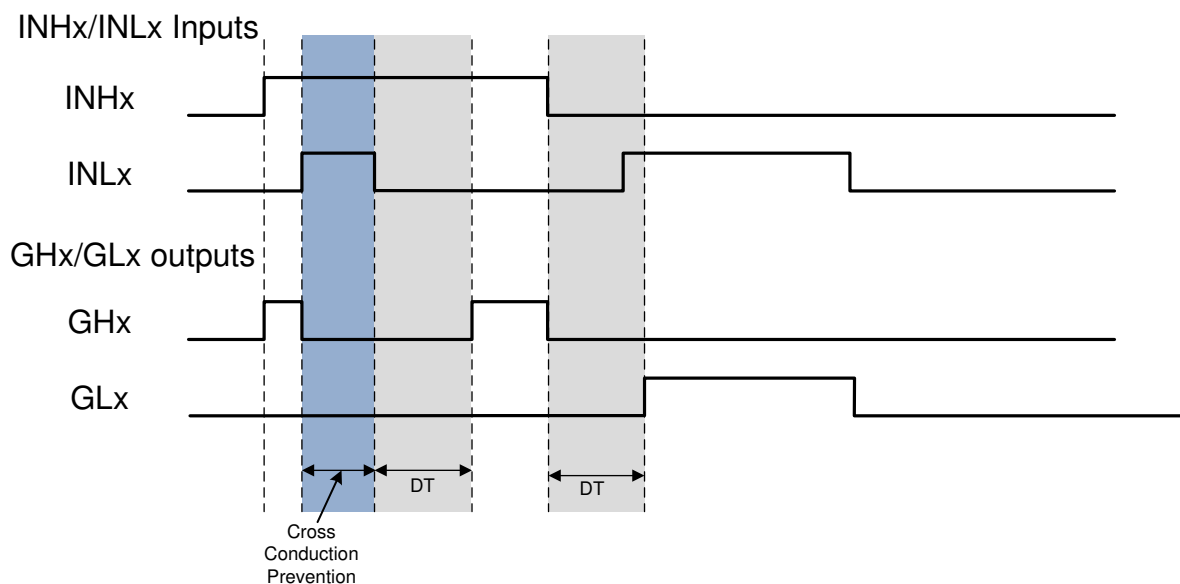 INHx/INLx Inputs
INHx
INLx
GHx/GLx outputs
GHx
GLx
DT
DT
Cross
Conduction
Prevention